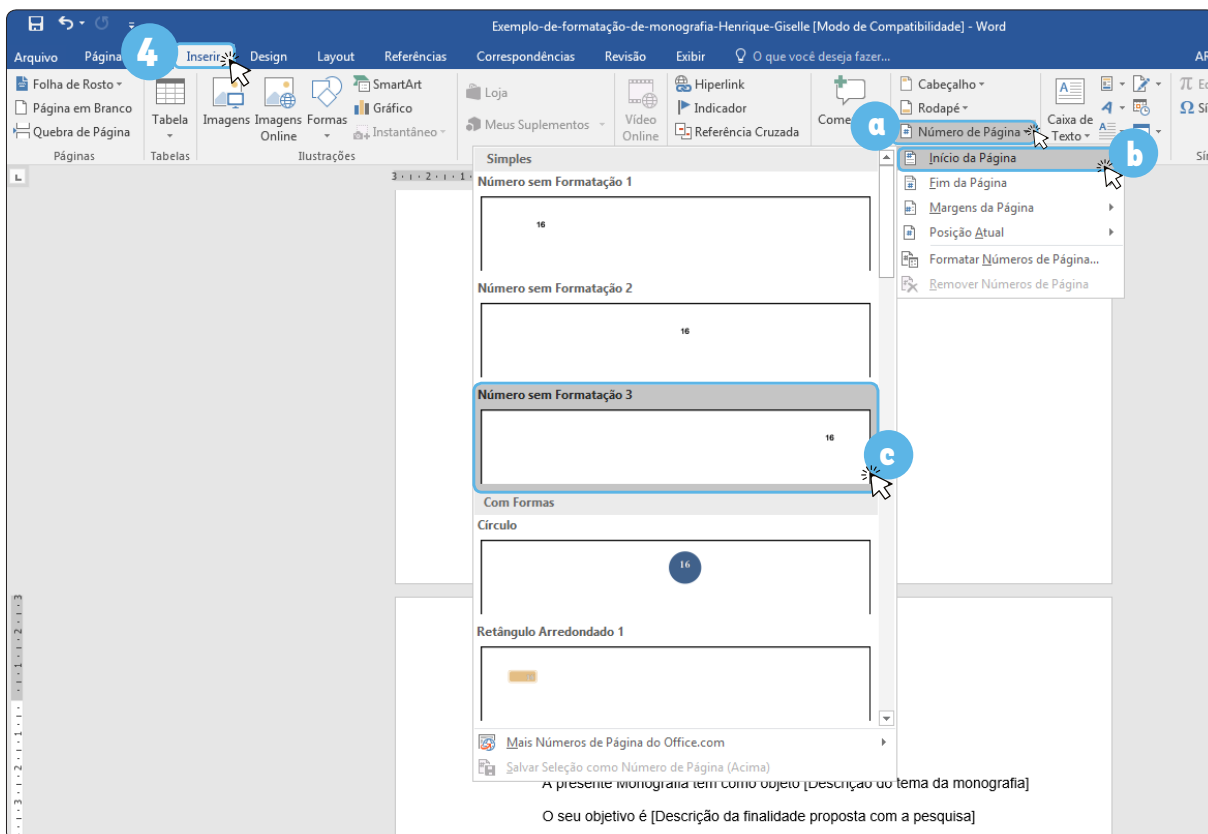 Exemplo-de-formatação-de-monografia-Henrique-Giselle [Modo de Compatibilidade] - Word
Arquivo Página 4 Inserir Design Layout Referências Correspondências Revisão Exibir O que você deseja fazer...
Folha de Rosto
Página em Branco
Quebra de Página
Páginas
Tabela
Tabelas
Imagens
Imagens Online
Formas
SmartArt
Gráfico
Instantâneo
Ilustrações
Loja
Meus Suplementos
Vídeo Online
Hiperlink
Indicador
Referência Cruzada
Cabeçalho
Rodapé
a
Número de Página
Caixa de Texto
b
Início da Página
Fim da Página
Margens da Página
Posição Atual
Formatar Números de Página...
Remover Números de Página
3 2 1
Simples
Número sem Formatação 1
16
Número sem Formatação 2
16
Número sem Formatação 3
16
c
Com Formas
Círculo
16
Retângulo Arredondado 1
Mais Números de Página do Office.com
Salvar Seleção como Número de Página (Acima)
A presente Monografia tem como objeto [Descrição do tema da monografia]
O seu objetivo é [Descrição da finalidade proposta com a pesquisa]